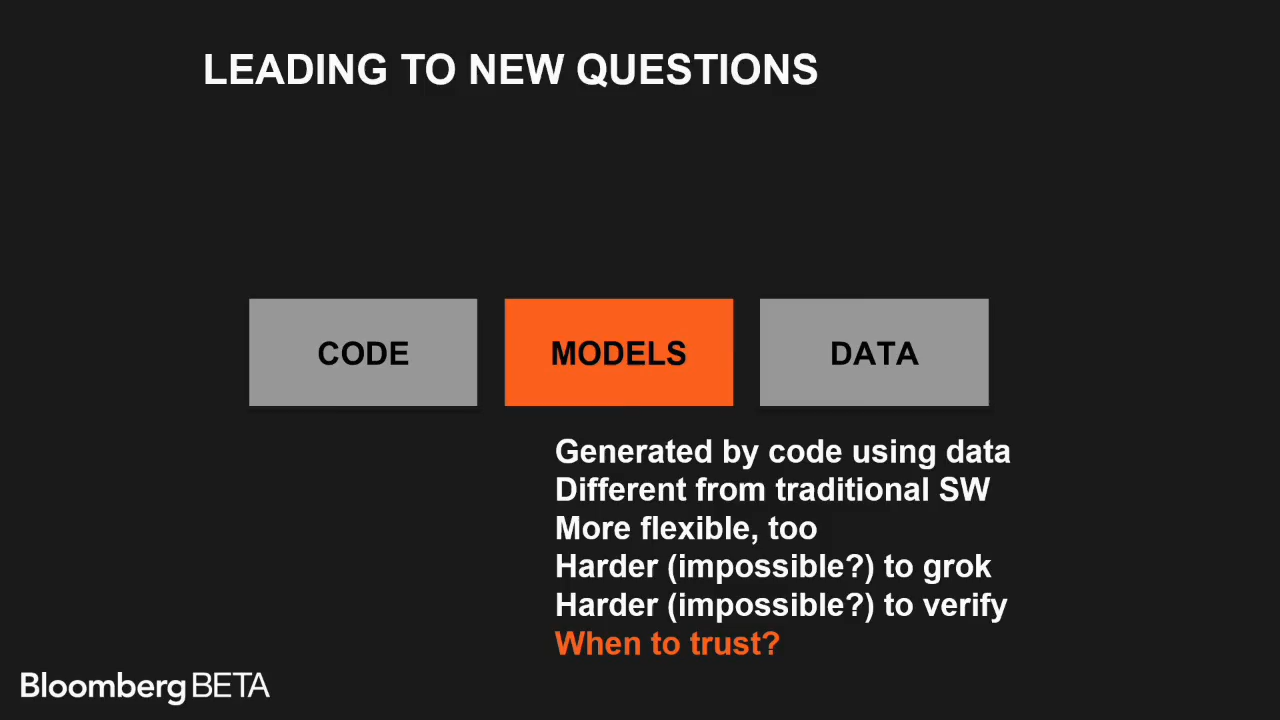 LEADING TO NEW QUESTIONS
CODE
MODELS
DATA
Generated by code using data
Different from traditional SW
More flexible, too
Harder (impossible?) to grok
Harder (impossible?) to verify
When to trust?
Bloomberg BETA